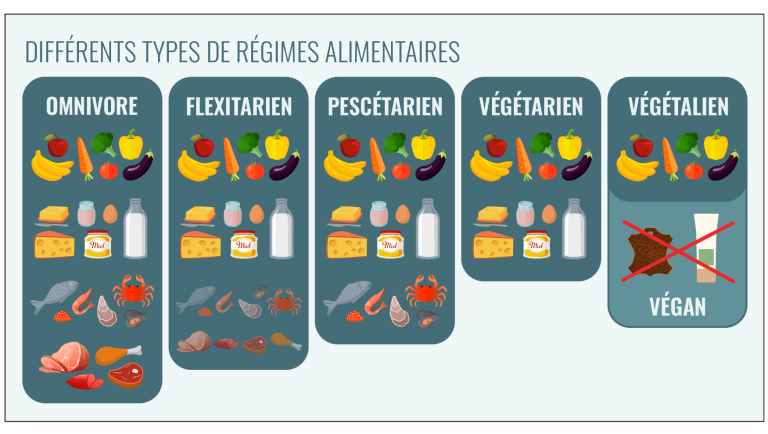 DIFFÉRENTS TYPES DE RÉGIMES ALIMENTAIRES
OMNIVORE
FLEXITARIEN
PESCÉTARIEN
VÉGÉTARIEN
VÉGÉTALIEN
Miel
Miel
Miel
Miel
VÉGAN